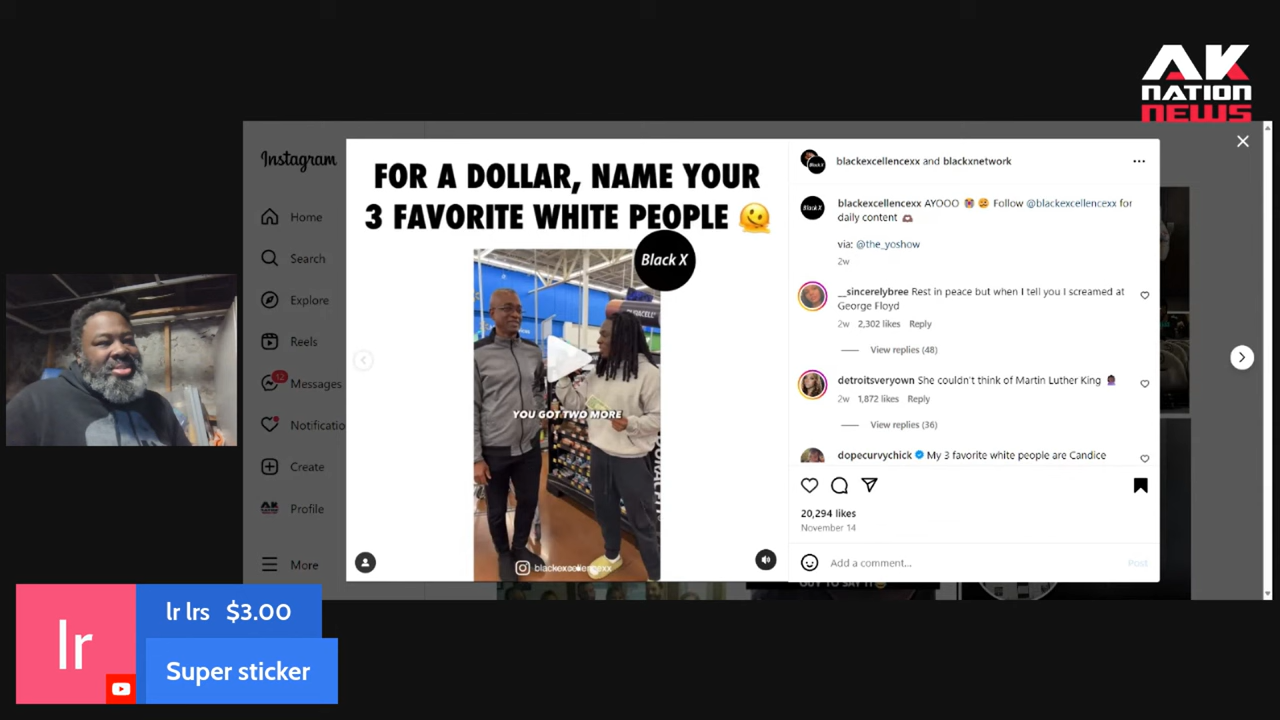 AK
NATION
NEWS
Instagram
Home
Search
Explore
Reels
12
Messages
Notificatio
Create
Profile
More
FOR A DOLLAR, NAME YOUR
3 FAVORITE WHITE PEOPLE 🫠
Black X
DURACELL
YOU GOT TWO MORE
blackexcellencexx
blackexcellencexx and blackxnetwork
blackexcellencexx AYOOO 😭 Follow @blackexcellencexx for
daily content
via: @the_yoshow
2w
__sincerelybree Rest in peace but when I tell you I screamed at
George Floyd
2w 2,302 likes Reply
View replies (48)
detroitsveryown She couldn't think of Martin Luther King
2w 1,872 likes Reply
View replies (36)
dopecurvychick My 3 favorite white people are Candice
20,294 likes
November 14
Add a comment...
Post
lr
lr lrs $3.00
Super sticker